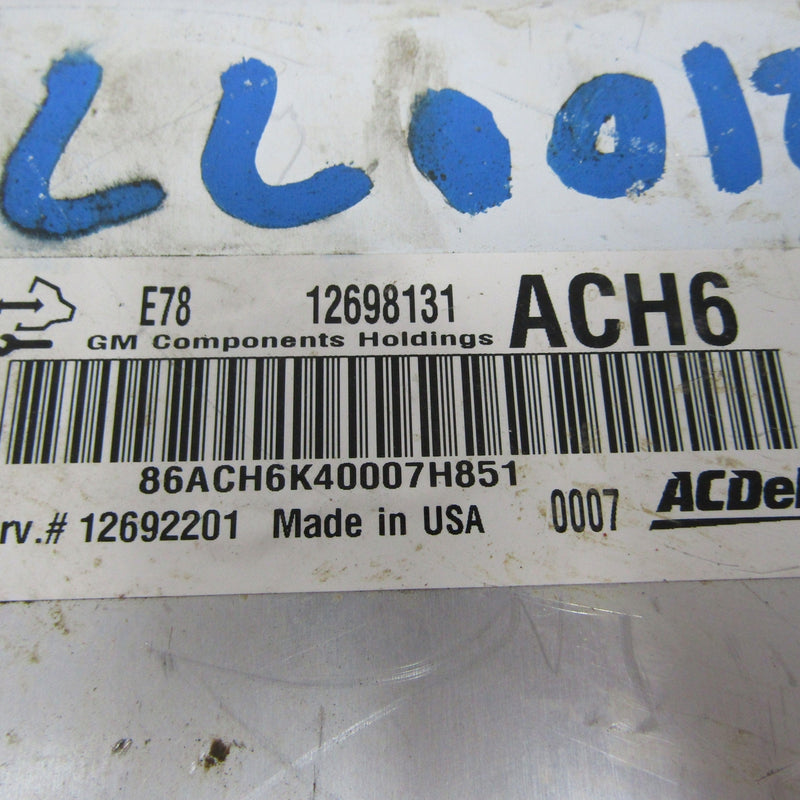 E78 12698131 ACH6
GM Components Holdings
86ACH6K40007H851
rv.# 12692201 Made in USA 0007 ACDel